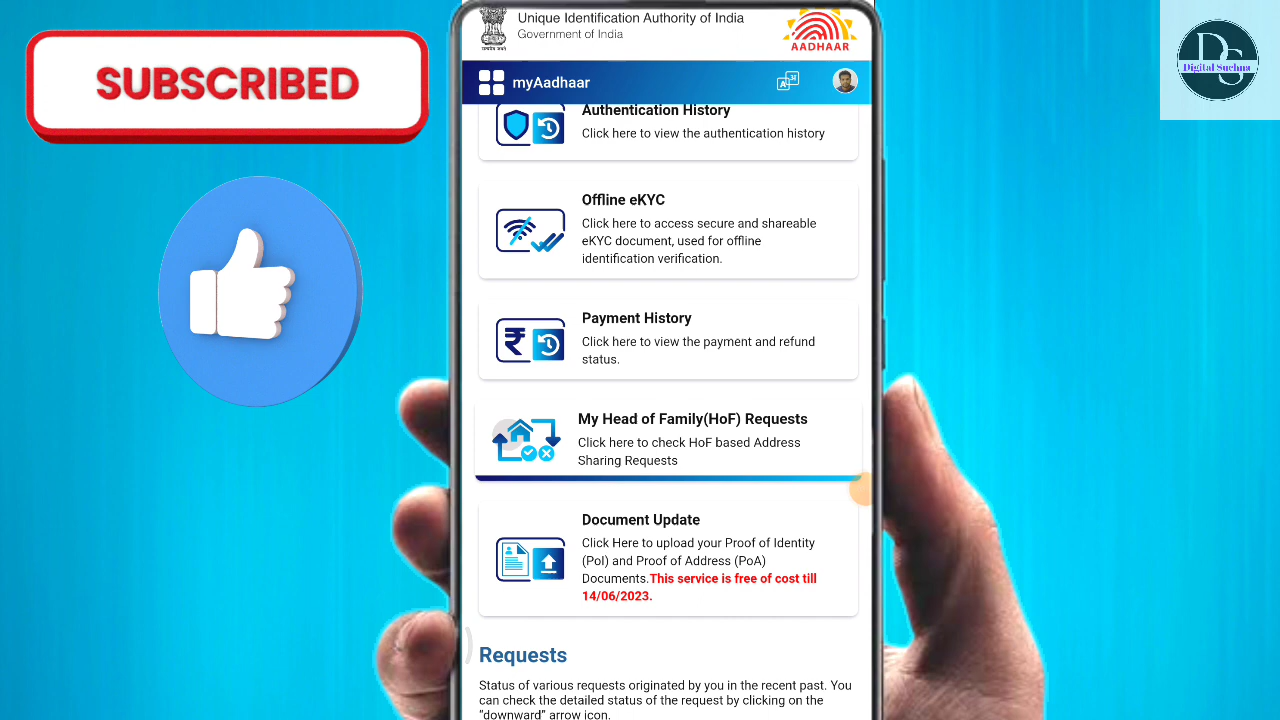 SUBSCRIBED
Unique Identification Authority of India
Government of India
AADHAAR
myAadhaar
Authentication History
Click here to view the authentication history
Offline eKYC
Click here to access secure and shareable
eKYC document, used for offline
identification verification.
Payment History
Click here to view the payment and refund
status.
My Head of Family(HoF) Requests
Click here to check HoF based Address
Sharing Requests
Document Update
Click Here to upload your Proof of Identity
(PoI) and Proof of Address (PoA)
Documents.This service is free of cost till
14/06/2023.
Requests
Status of various requests originated by you in the recent past. You
can check the detailed status of the request by clicking on the
"downward" arrow icon.
DS
Digital Suchna